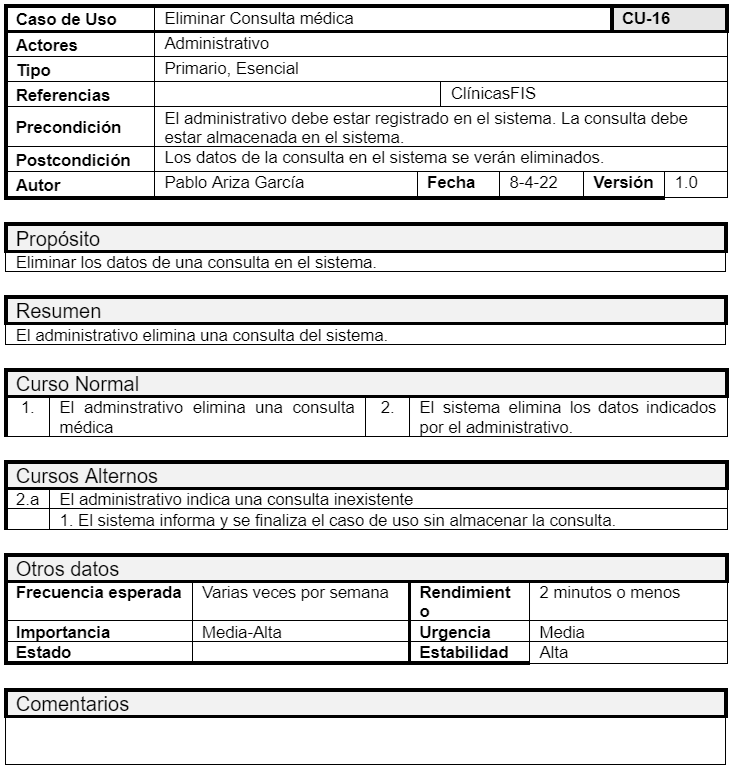 Caso de Uso Eliminar Consulta médica CU-16
Actores Administrativo
Tipo Primario, Esencial
Referencias ClínicasFIS
Precondición El administrativo debe estar registrado en el sistema. La consulta debe
estar almacenada en el sistema.
Postcondición Los datos de la consulta en el sistema se verán eliminados.
Autor Pablo Ariza García Fecha 8-4-22 Versión 1.0
Propósito
Eliminar los datos de una consulta en el sistema.
Resumen
El administrativo elimina una consulta del sistema.
Curso Normal
1. El adminstrativo elimina una consulta
médica
2. El sistema elimina los datos indicados
por el administrativo.
Cursos Alternos
2.a El administrativo indica una consulta inexistente
1. El sistema informa y se finaliza el caso de uso sin almacenar la consulta.
Otros datos
Frecuencia esperada Varias veces por semana Rendimient
o 2 minutos o menos
Importancia Media-Alta Urgencia Media
Estado Estabilidad Alta
Comentarios